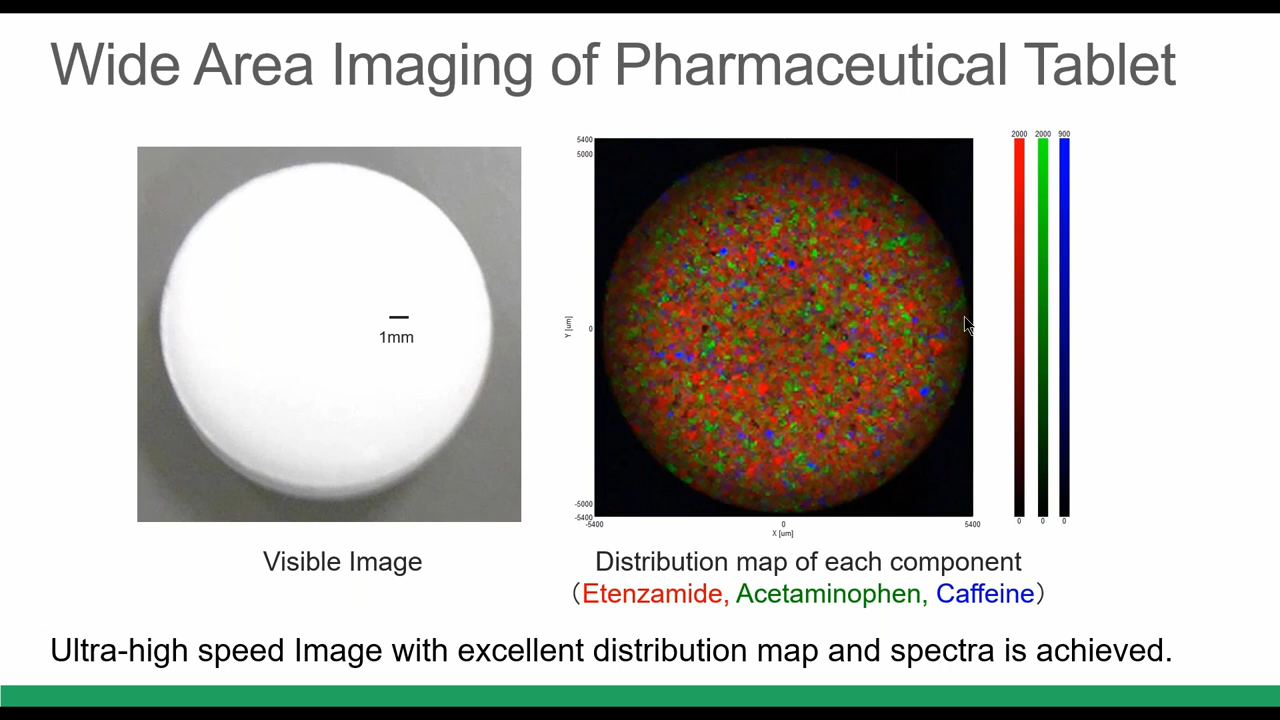 Wide Area Imaging of Pharmaceutical Tablet
1mm
5400
5000
Y [um]
0
-5000
-5400
-5400
0
5400
X [um]
2000 2000 900
0 0 0
Visible Image
Distribution map of each component
（Etenzamide, Acetaminophen, Caffeine）
Ultra-high speed Image with excellent distribution map and spectra is achieved.